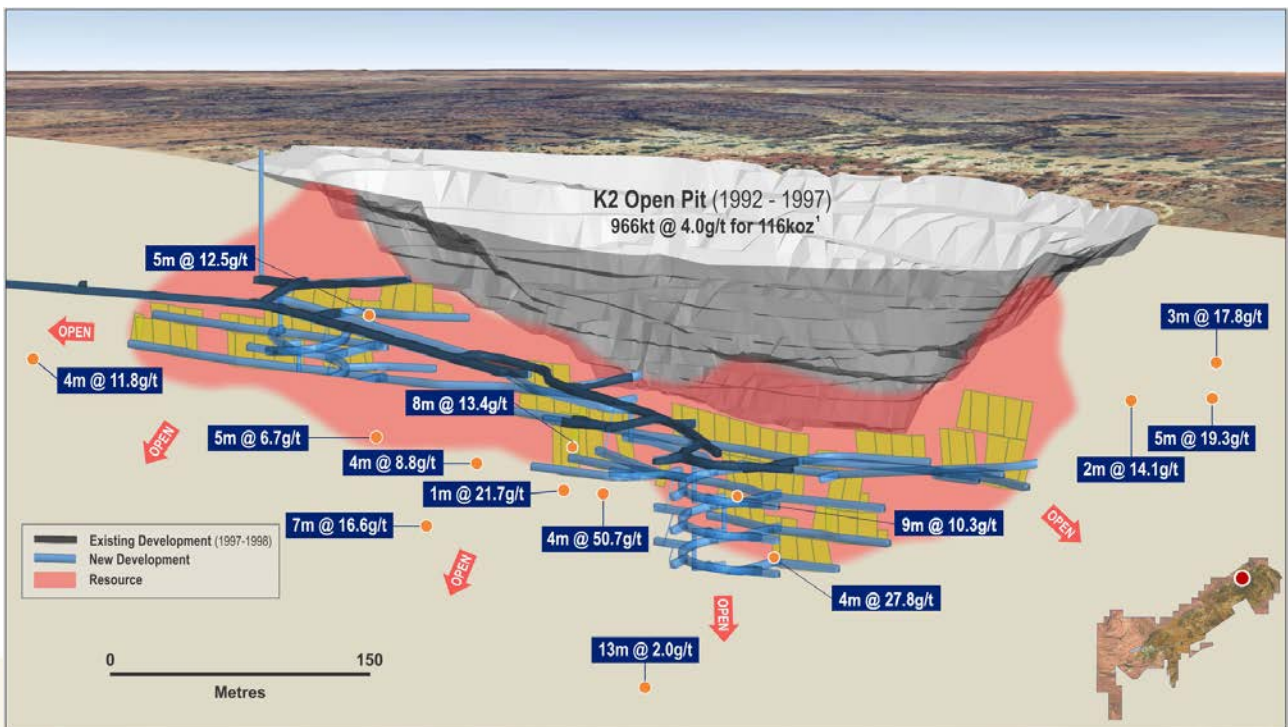 K2 Open Pit (1992 - 1997)
966kt @ 4.0g/t for 116koz¹
5m @ 12.5g/t
3m @ 17.8g/t
OPEN
4m @ 11.8g/t
8m @ 13.4g/t
5m @ 6.7g/t
5m @ 19.3g/t
4m @ 8.8g/t
2m @ 14.1g/t
OPEN
1m @ 21.7g/t
7m @ 16.6g/t
4m @ 50.7g/t
9m @ 10.3g/t
OPEN
Existing Development (1997-1998)
New Development
Resource
OPEN
4m @ 27.8g/t
OPEN
13m @ 2.0g/t
0 150
Metres